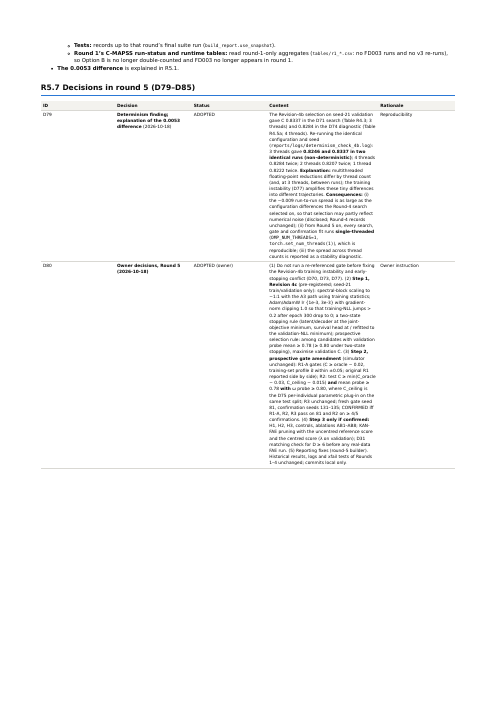 Tests: records up to that round's final suite run (build_report.use_snapshot).
Round 1's C-MAPSS run-status and runtime tables: read round-1-only aggregates (tables/r1_*.csv: no FD003 runs and no v3 re-runs),
so Option B is no longer double-counted and FD003 no longer appears in round 1.
The 0.0053 difference is explained in R5.1.
R5.7 Decisions in round 5 (D79–D85)
ID Decision Status Content Rationale
D79 Determinism finding; explanation of the 0.0053 difference (2026-10-18) ADOPTED
The Revision-4b selection on seed-21 validation
gave C 0.8337 in the D71 search (Table R4.3; 3
threads) and 0.8284 in the D74 diagnostic (Table
R4.5a; 4 threads). Re-running the identical
configuration and seed
(reports/logs/determinism_check_4b.log):
3 threads gave 0.8246 and 0.8337 in two
identical runs (non-deterministic); 4 threads
0.8207 twice; 2 threads 0.8207 twice; 1 thread
0.8222 twice. Explanation: multithreaded
floating-point reductions differ by thread count
(and, at 3 threads, between runs); the training
instability (D77) amplifies these tiny differences
into different trajectories. Consequences: (i)
the ~0.009 run-to-run spread is as large as the
configuration differences the Round-4 search
selected on, so that selection may partly reflect
numerical noise (disclosed; Round-4 records
unchanged); (ii) from Round 5 on, every search,
gate and confirmation fit runs single-threaded
(OMP_NUM_THREADS=1,
torch.set_num_threads(1)), which is
reproducible; (iii) the spread across thread
counts is reported as a stability diagnostic.
Reproducibility
D80 Owner decisions, Round 5 (2026-10-18) ADOPTED (owner)
(1) Do not run a re-referenced gate before fixing
the Revision-4b training instability and early-
stopping conflict (D70, D73, D77). (2) Step 1,
Revision 4c (pre-registered; seed-21
train/validation only): spectral-block scaling to
~1:1 with the A3 path using training statistics;
Adam/AdamW lr {1e-3, 3e-3} with gradient-
norm clipping 1.0 so that training-NLL jumps >
0.2 after epoch 300 drop to 0; a two-state
stopping rule (latent/decoder at the joint-
objective minimum, survival head
the validation-NLL minimum); prospective
selection rule: among candidates with validation
probe mean ≥ 0.78 (≥ 0.80 under two-state
stopping), maximise validation C. (3) Step 2,
prospective gate amendment (simulator
unchanged): R1-A gates (C ≥ oracle − 0.02,
training-set profile within ±0.05; original R1
reported side by side); R2: test C ≥ min(C_oracle
− 0.03, C_ceiling − 0.015) and mean probe ≥
0.78 with ω probe ≥ 0.80, where C_ceiling is
the D75 per-individual parametric plug-in on the
same test split; R3 unchanged; fresh gate seed
81, confirmation seeds 131–135; CONFIRMED iff
R1-A, R2, R3 pass on 81 and R2 on ≥ 4/5
confirmations. (4) Step 3 only if confirmed:
H1, H2, H3, controls, ablations AB1–AB8; KAN-
FAE pruning with the uncentred reference score
and the centred score (λ on validation); D31
matching check for D ≥ 6 before any real-data
FAE run. (5) Reporting fixes (round-5 builder).
Historical results, logs and xfail tests of Rounds
1–4 unchanged; commits local only.
Owner instruction